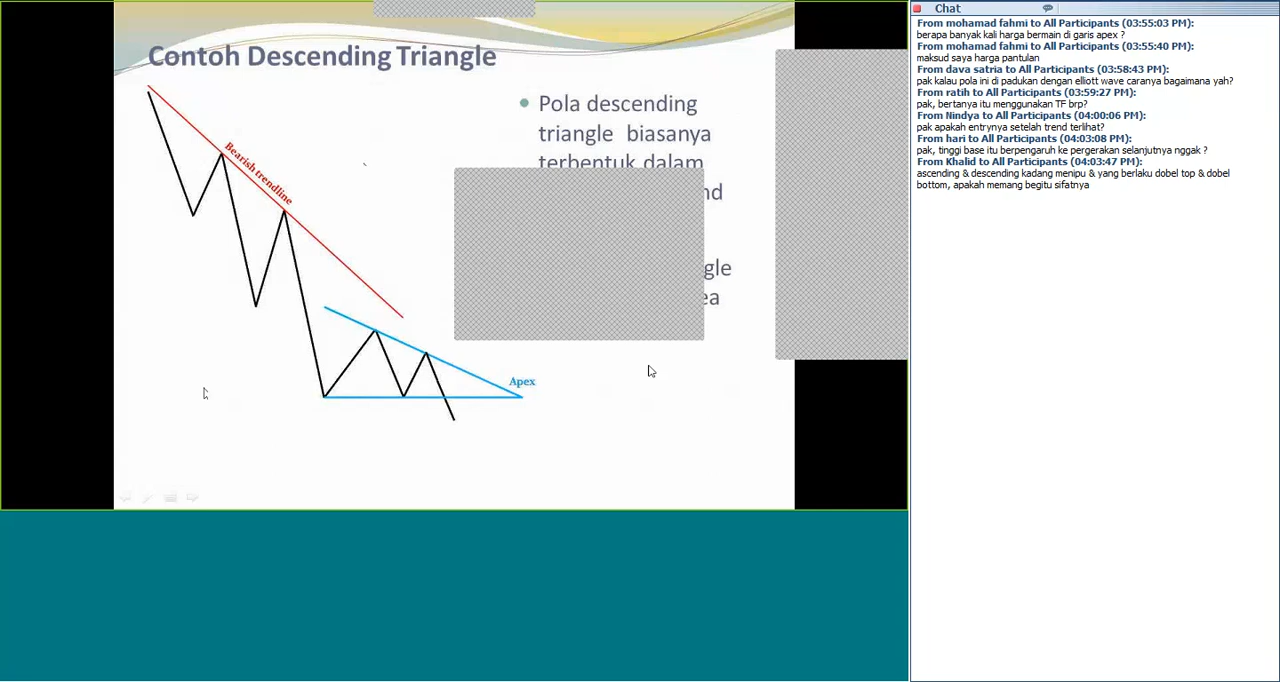 Contoh Descending Triangle
Bearish trendline
Apex
Pola descending
triangle biasanya
terbentuk dalam
Chat
From mohamad fahmi to All Participants (03:55:03 PM):
berapa banyak kali harga bermain di garis apex ?
From mohamad fahmi to All Participants (03:55:40 PM):
maksud saya harga pantulan
From dava satria to All Participants (03:58:43 PM):
pak kalau pola ini di padukan dengan elliott wave caranya bagaimana yah?
From ratih to All Participants (03:59:27 PM):
pak, bertanya itu menggunakan TF brp?
From Nindya to All Participants (04:00:06 PM):
pak apakah entrynya setelah trend terlihat?
From hari to All Participants (04:03:08 PM):
pak, tinggi base itu berpengaruh ke pergerakan selanjutnya nggak ?
From Khalid to All Participants (04:03:47 PM):
ascending & descending kadang menipu & yang berlaku dobel top & dobel
bottom, apakah memang begitu sifatnya